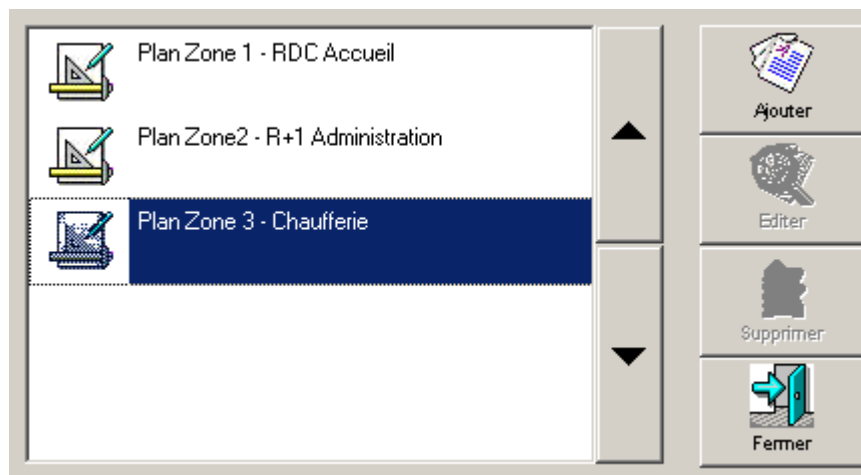 Plan Zone 1 - RDC Accueil
Plan Zone2 - R+1 Administration
Plan Zone 3 - Chaufferie
Ajouter
Editer
Supprimer
Fermer